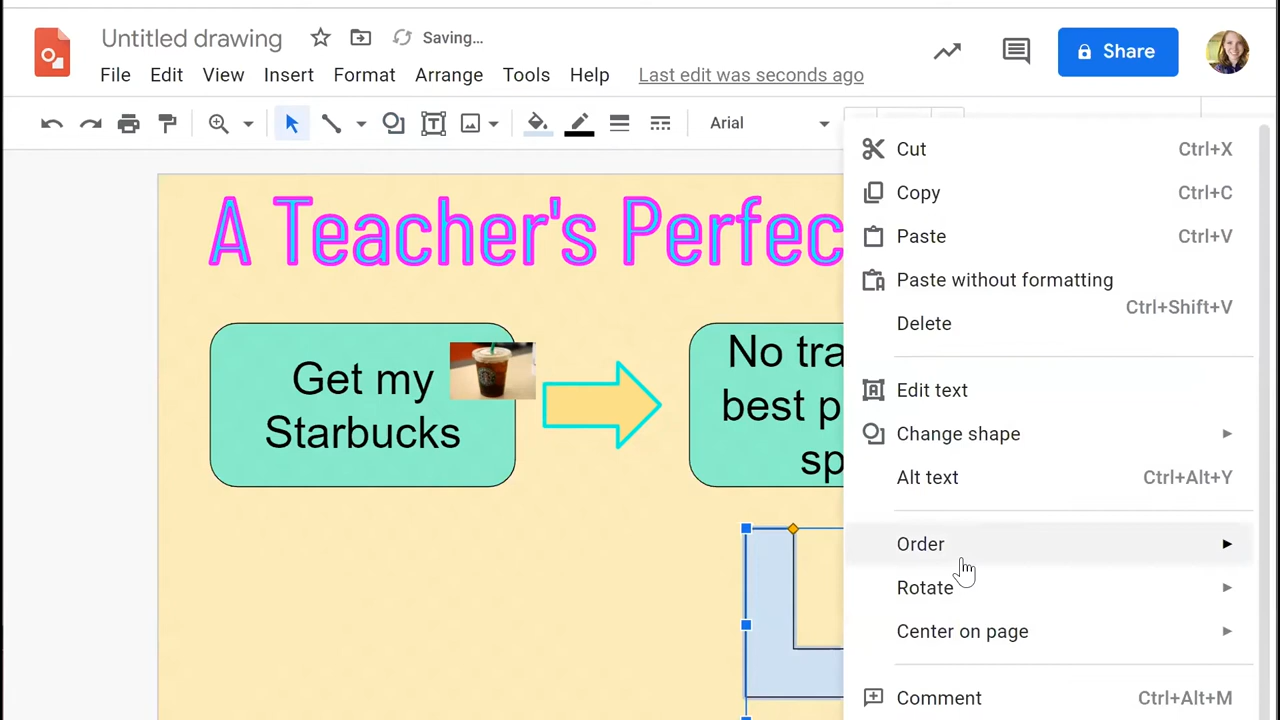 Untitled drawing
Saving...
File Edit View Insert Format Arrange Tools Help
Last edit was seconds ago
Share
Arial
A Teacher's Perfec
Get my
Starbucks
No tra
best p
sp
Cut Ctrl+X
Copy Ctrl+C
Paste Ctrl+V
Paste without formatting
Ctrl+Shift+V
Delete
Edit text
Change shape
Alt text Ctrl+Alt+Y
Order
Rotate
Center on page
Comment Ctrl+Alt+M